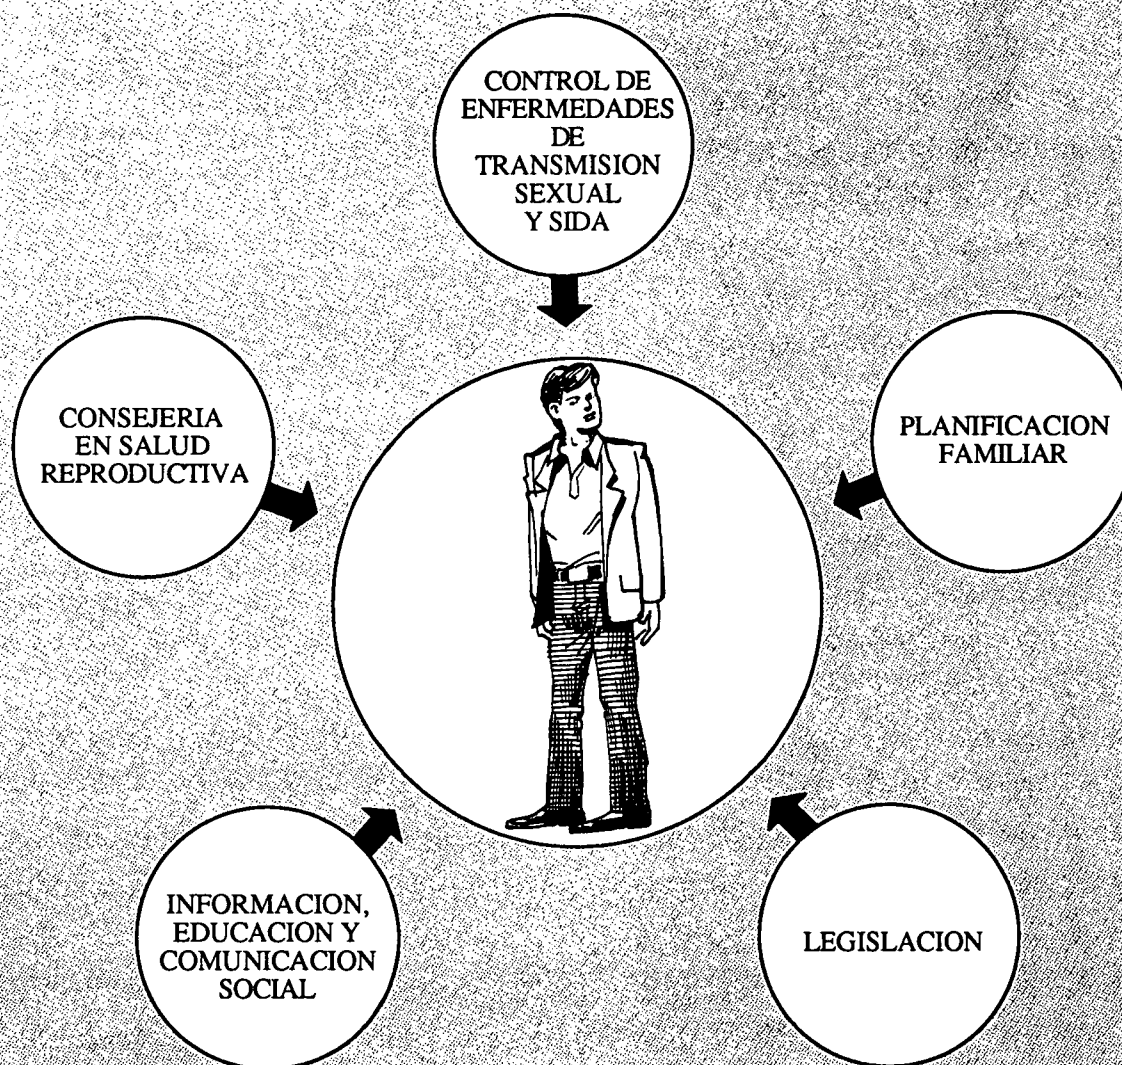 CONTROL DE
ENFERMEDADES
DE
TRANSMISION
SEXUAL
Y SIDA
CONSEJERIA
EN SALUD
REPRODUCTIVA
PLANIFICACION
FAMILIAR
INFORMACION,
EDUCACION Y
COMUNICACION
SOCIAL
LEGISLACION